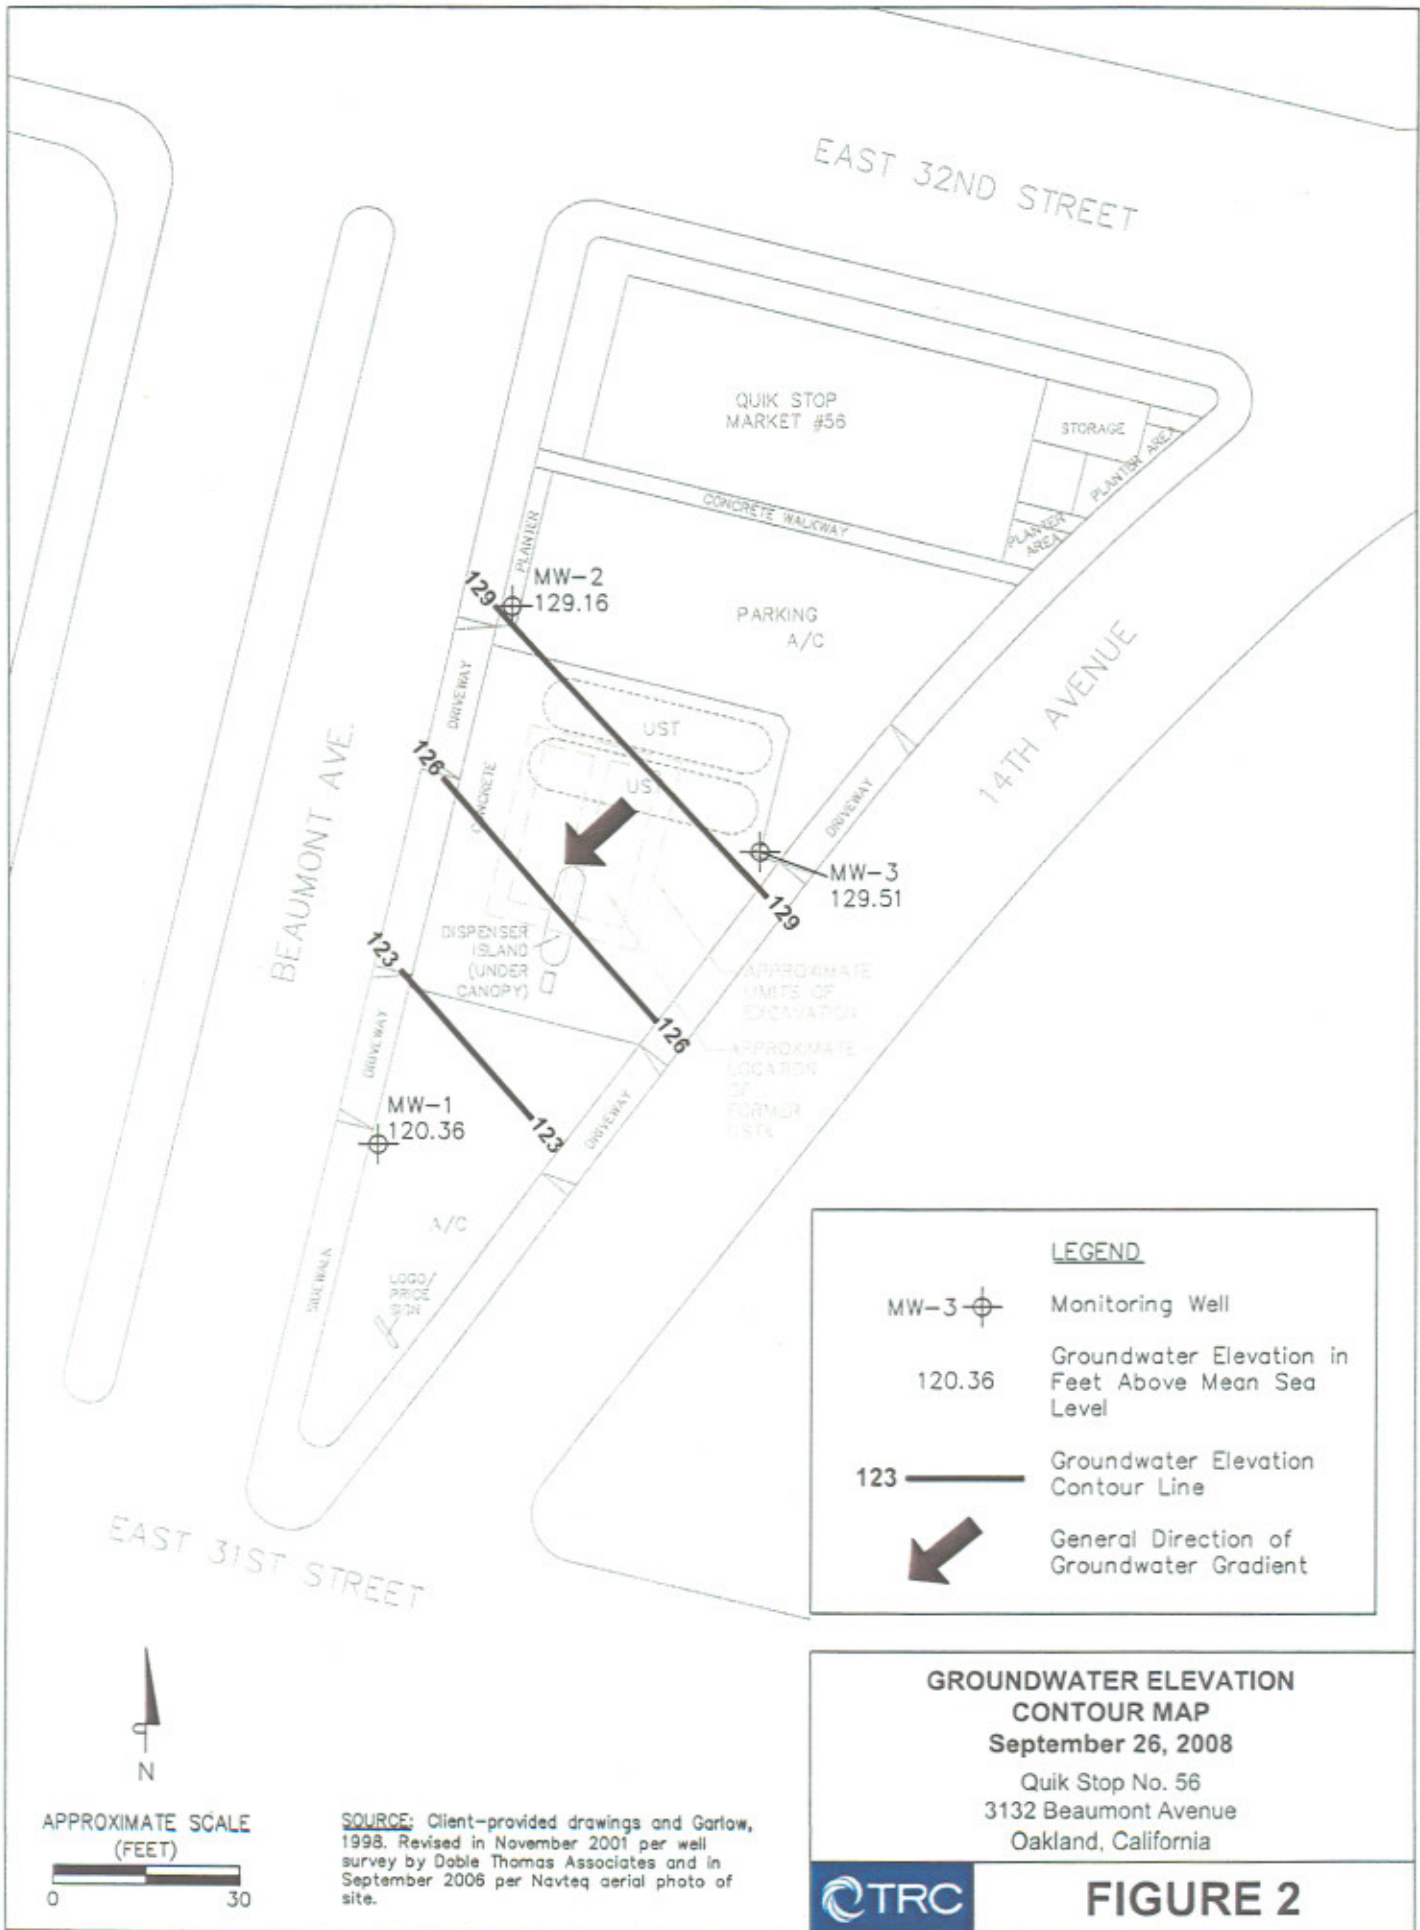 EAST 32ND STREET
QUIK STOP
MARKET #56
STORAGE
PLANTER AREA
PLANTER
AREA
CONCRETE WALKWAY
PLANTER
129
MW-2
129.16
PARKING
A/C
14TH AVENUE
DRIVEWAY
UST
126
BEAUMONT AVE.
CONCRETE
DRIVEWAY
MW-3
129.51
129
DISPENSER
ISLAND
(UNDER
CANOPY)
123
APPROXIMATE
LIMITS OF
EXCAVATION
126
APPROXIMATE
LOCATION
OF
FORMER
DRIVEWAY
MW-1
120.36
123
DRIVEWAY
A/C
SIDEWALK
LOGO/
PRICE
SIGN
EAST 31ST STREET
LEGEND
MW-3
Monitoring Well
120.36
Groundwater Elevation in
Feet Above Mean Sea
Level
123
Groundwater Elevation
Contour Line
General Direction of
Groundwater Gradient
N
APPROXIMATE SCALE
(FEET)
0 30
SOURCE: Client-provided drawings and Garlow,
1998. Revised in November 2001 per well
survey by Doble Thomas Associates and in
September 2006 per Navteq aerial photo of
site.
GROUNDWATER ELEVATION
CONTOUR MAP
September 26, 2008
Quik Stop No. 56
3132 Beaumont Avenue
Oakland, California
TRC
FIGURE 2